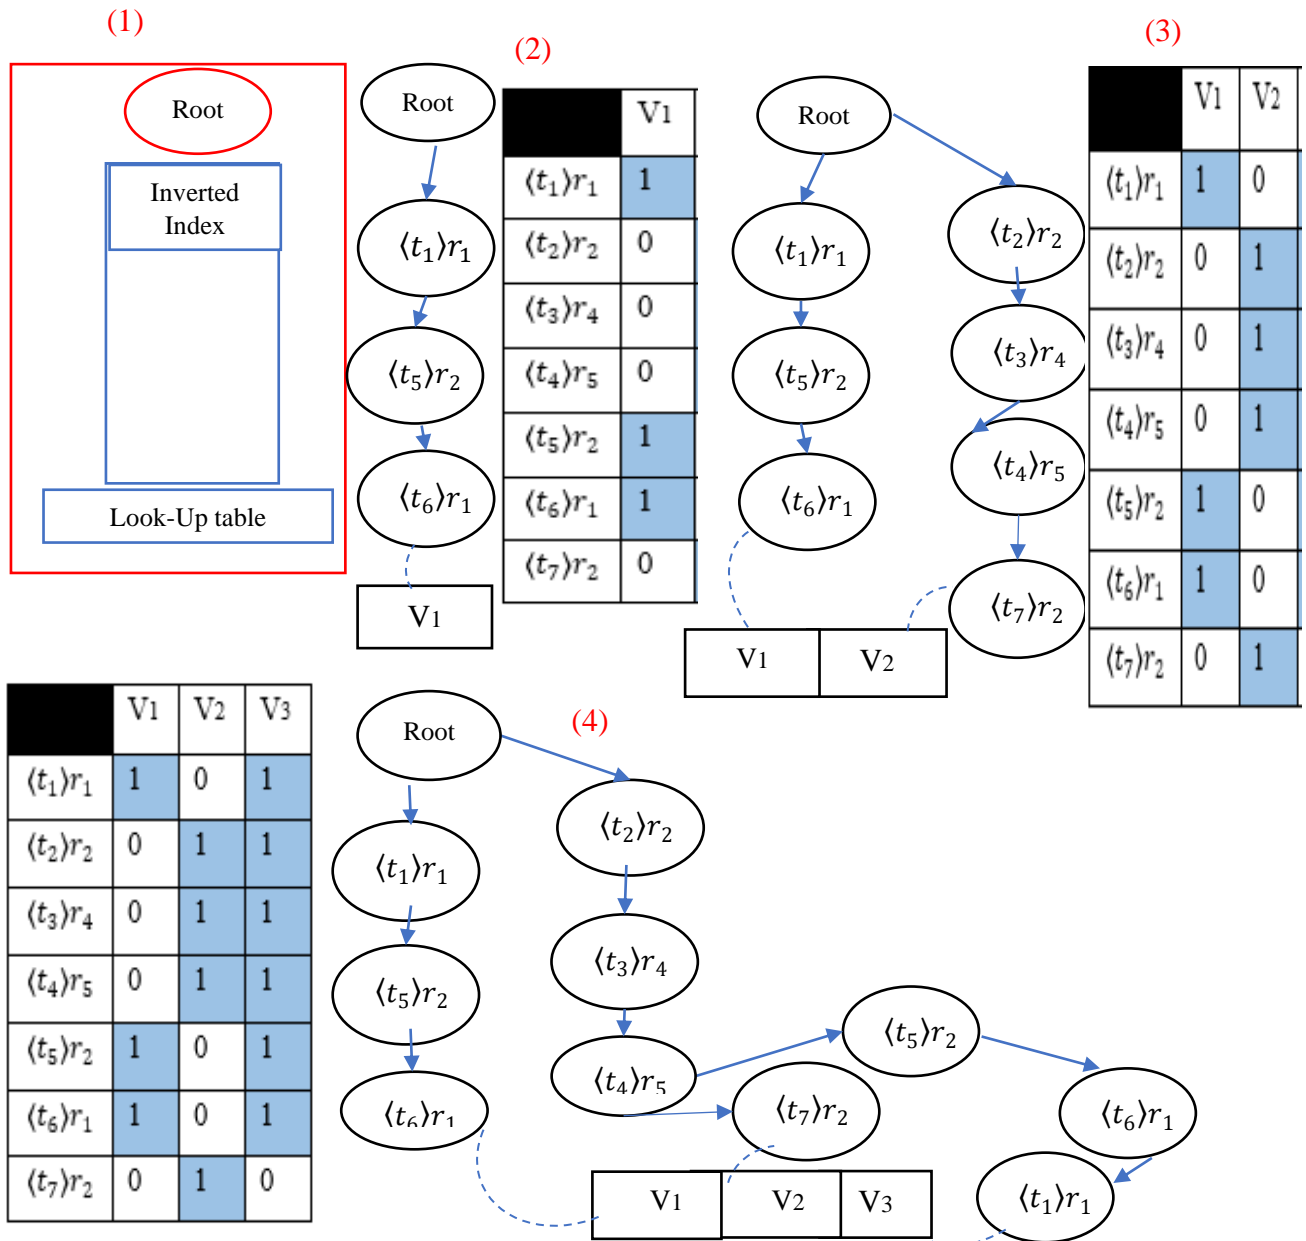 (1)
Root
Inverted
Index
Look-Up table
(2)
Root
⟨t₁⟩r₁
⟨t₅⟩r₂
⟨t₆⟩r₁
V1
V1
⟨t₁⟩r₁ 1
⟨t₂⟩r₂ 0
⟨t₃⟩r₄ 0
⟨t₄⟩r₅ 0
⟨t₅⟩r₂ 1
⟨t₆⟩r₁ 1
⟨t₇⟩r₂ 0
(3)
Root
⟨t₁⟩r₁
⟨t₅⟩r₂
⟨t₆⟩r₁
⟨t₂⟩r₂
⟨t₃⟩r₄
⟨t₄⟩r₅
⟨t₇⟩r₂
V1 V2
V1 V2
⟨t₁⟩r₁ 1 0
⟨t₂⟩r₂ 0 1
⟨t₃⟩r₄ 0 1
⟨t₄⟩r₅ 0 1
⟨t₅⟩r₂ 1 0
⟨t₆⟩r₁ 1 0
⟨t₇⟩r₂ 0 1
V1 V2 V3
⟨t₁⟩r₁ 1 0 1
⟨t₂⟩r₂ 0 1 1
⟨t₃⟩r₄ 0 1 1
⟨t₄⟩r₅ 0 1 1
⟨t₅⟩r₂ 1 0 1
⟨t₆⟩r₁ 1 0 1
⟨t₇⟩r₂ 0 1 0
(4)
Root
⟨t₁⟩r₁
⟨t₅⟩r₂
⟨t₆⟩r₁
⟨t₂⟩r₂
⟨t₃⟩r₄
⟨t₄⟩r₅
⟨t₇⟩r₂
⟨t₅⟩r₂
⟨t₆⟩r₁
⟨t₁⟩r₁
V1 V2 V3